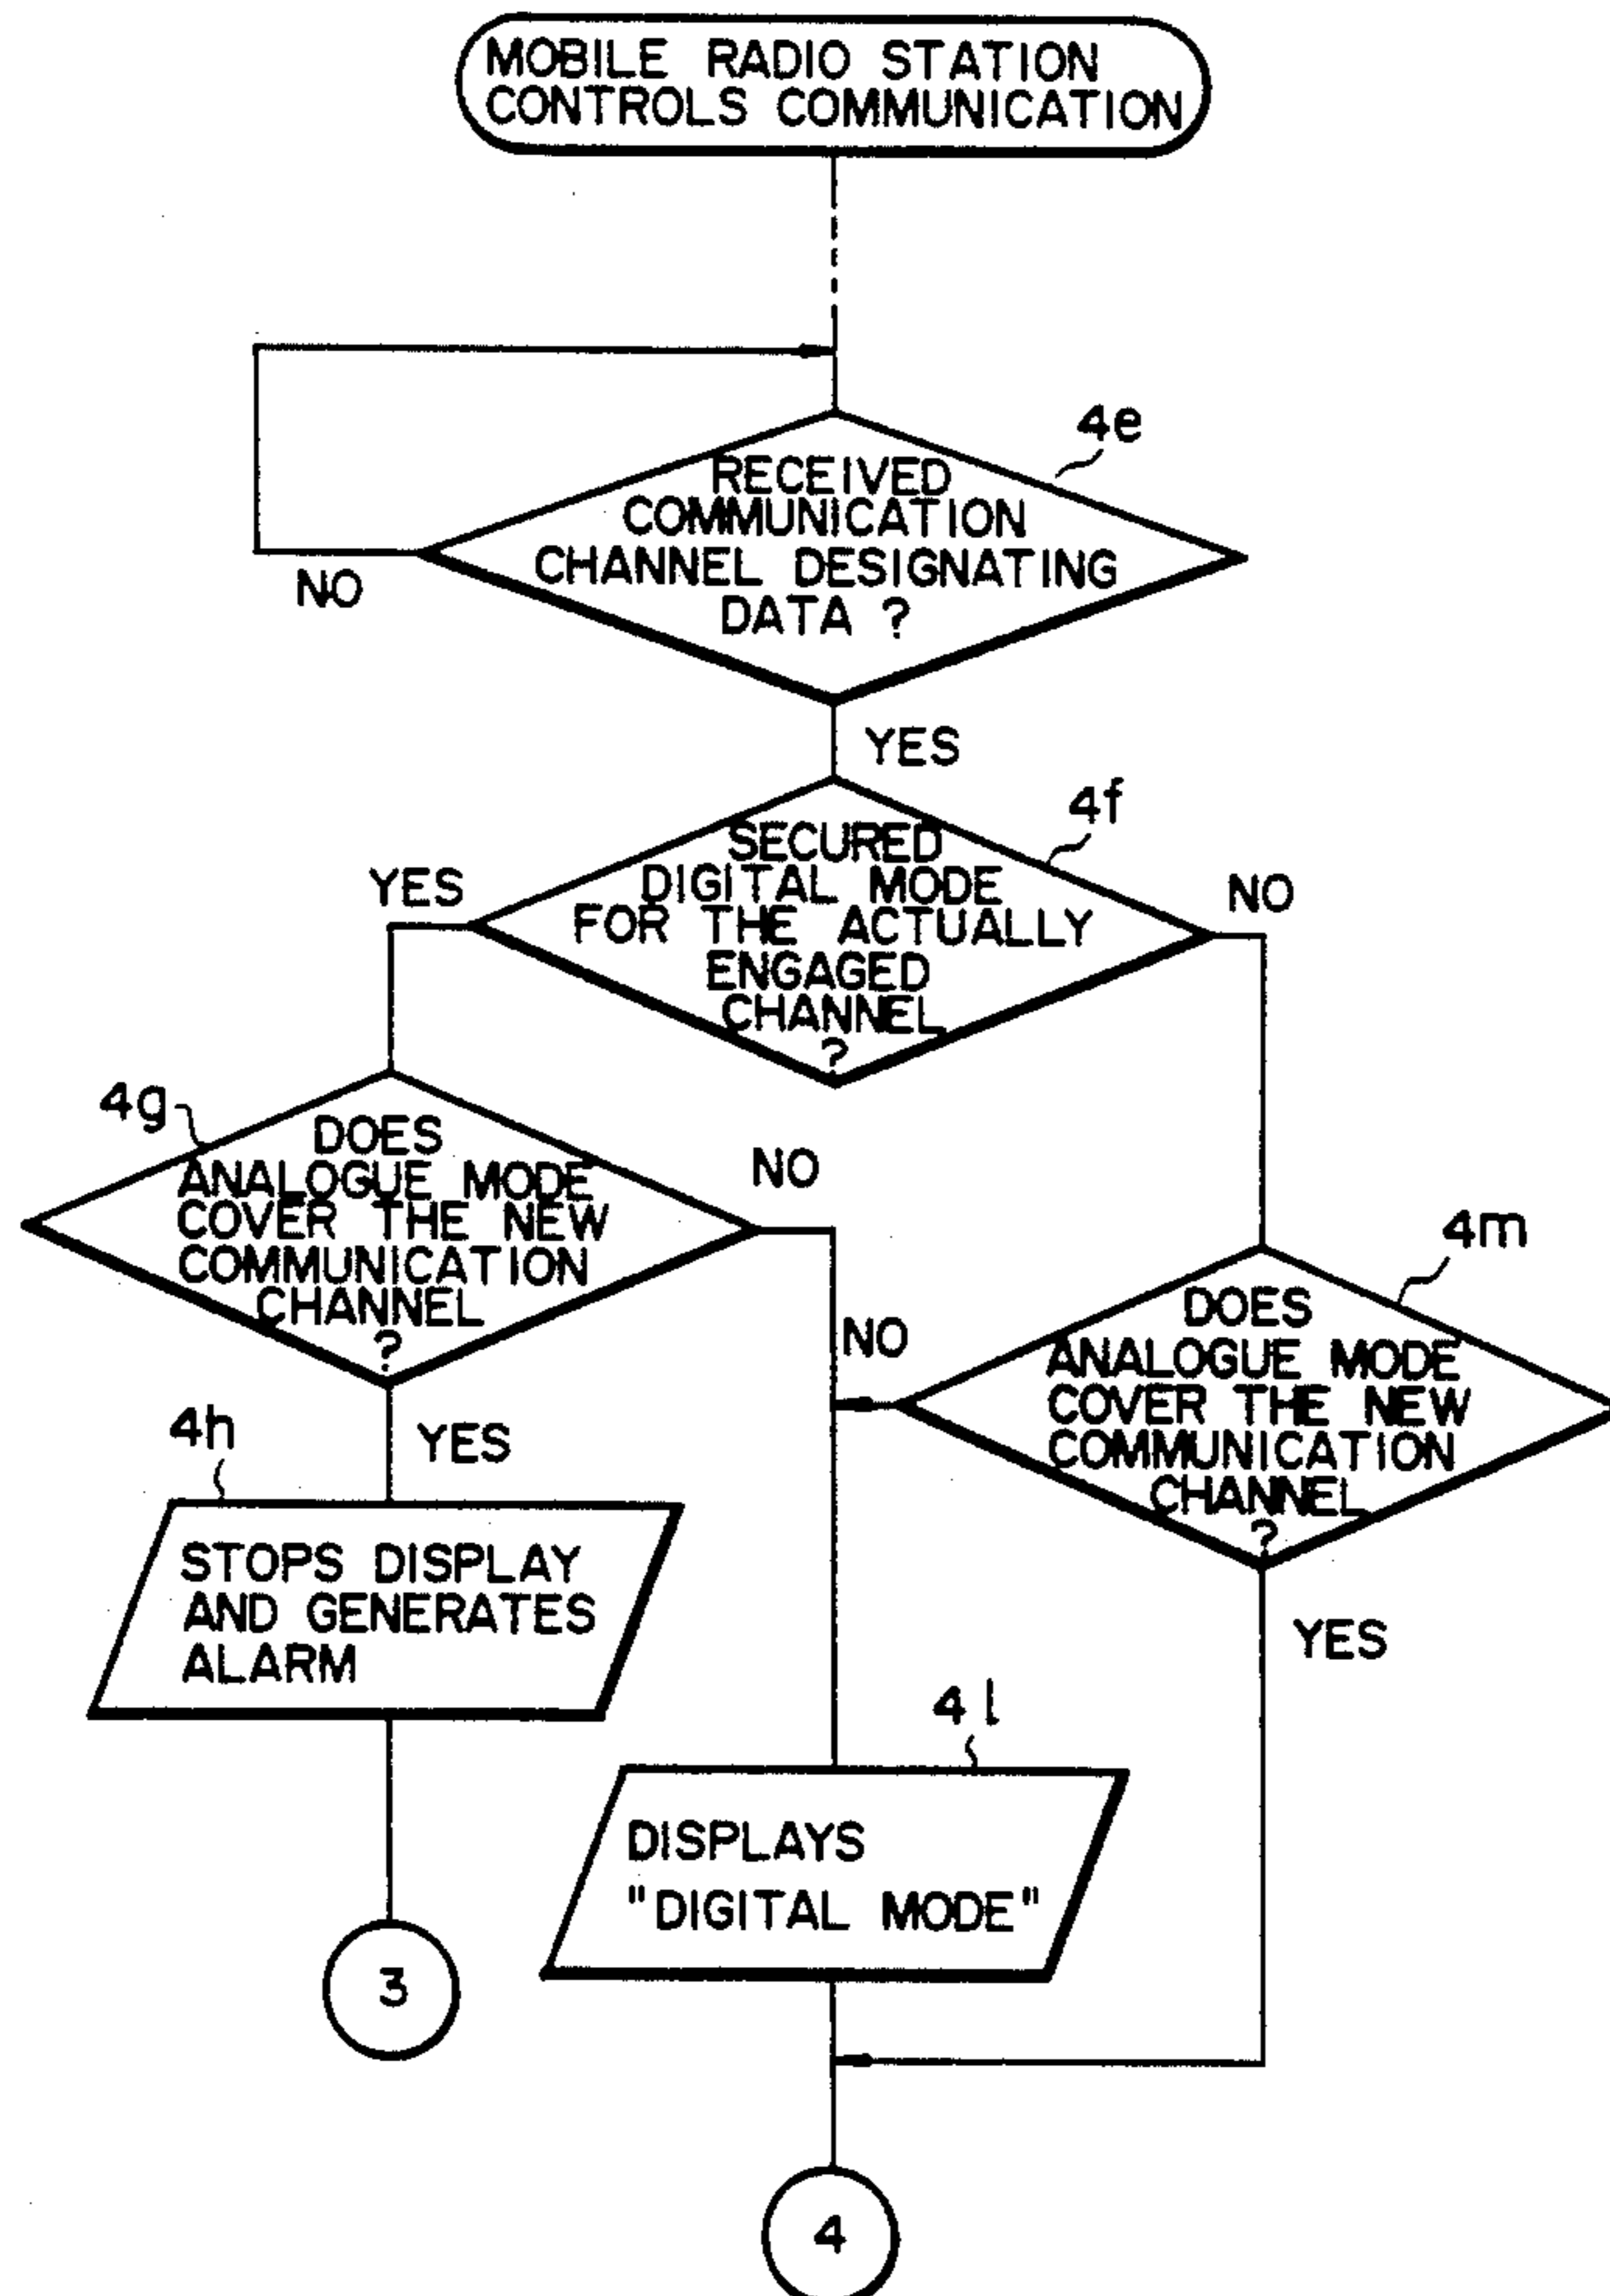 MOBILE RADIO STATION
CONTROLS COMMUNICATION
4e
RECEIVED
COMMUNICATION
CHANNEL DESIGNATING
DATA ?
NO
YES
4f
SECURED
DIGITAL MODE
FOR THE ACTUALLY
ENGAGED
CHANNEL
?
YES
NO
4g
DOES
ANALOGUE MODE
COVER THE NEW
COMMUNICATION
CHANNEL
?
NO
YES
4m
DOES
ANALOGUE MODE
COVER THE NEW
COMMUNICATION
CHANNEL
?
NO
YES
4h
STOPS DISPLAY
AND GENERATES
ALARM
4l
DISPLAYS
"DIGITAL MODE"
3
4